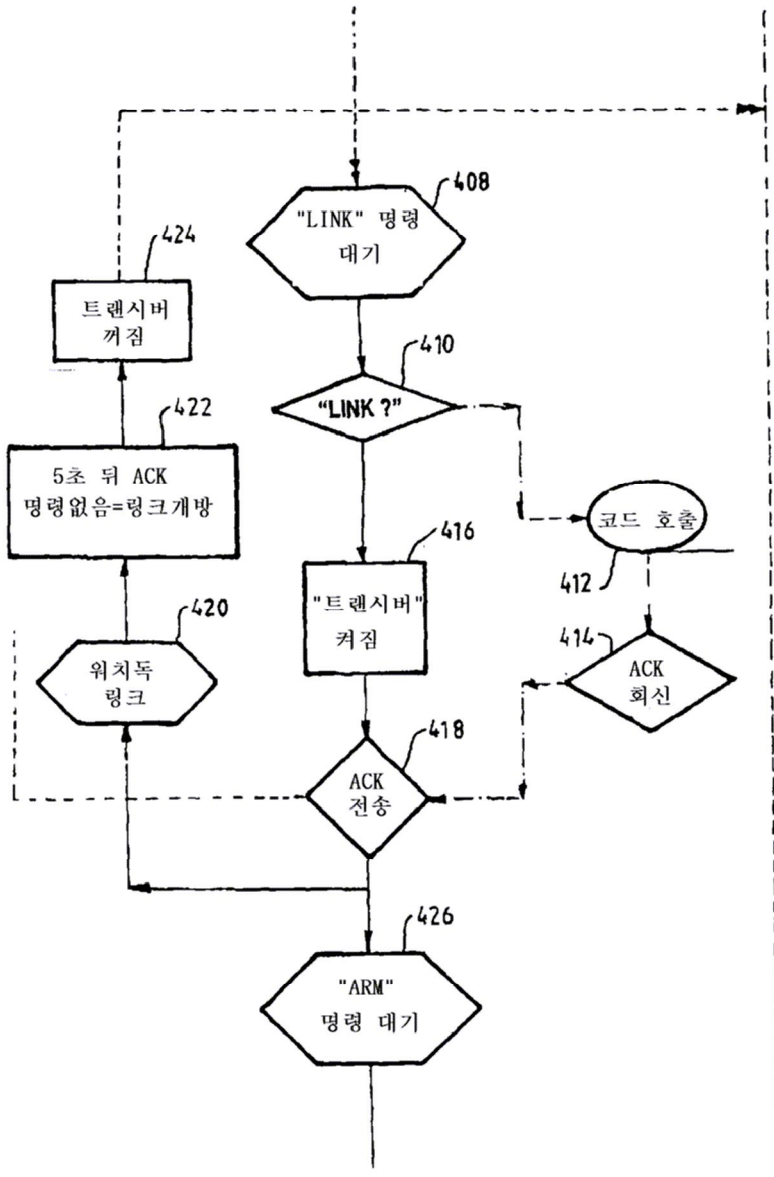 408
"LINK" 명령
대기
424
트랜시버
꺼짐
410
"LINK ?"
422
5초 뒤 ACK
명령없음=링크개방
코드 호출
412
416
"트랜시버"
켜짐
420
워치독
링크
414
ACK
회신
418
ACK
전송
426
"ARM"
명령 대기